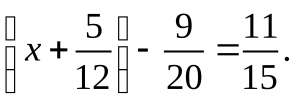 ( x + 5/12 ) - 9/20 = 11/15.